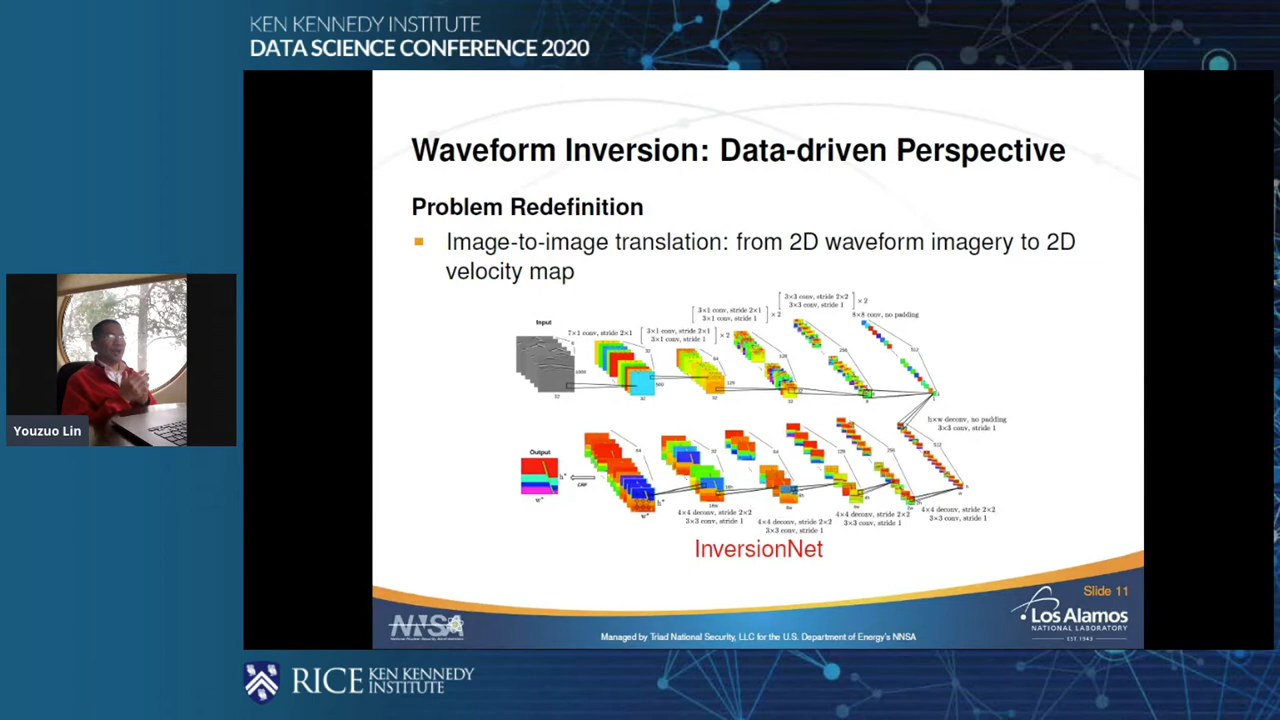 KEN KENNEDY INSTITUTE
DATA SCIENCE CONFERENCE 2020
Waveform Inversion: Data-driven Perspective
Problem Redefinition
Image-to-image translation: from 2D waveform imagery to 2D
velocity map
3×3 conv, stride 2×2
3×3 conv, stride 1
×2
3×1 conv, stride 2×1
3×1 conv, stride 1
×2
8×8 conv, no padding
Input
7×1 conv, stride 2×1
3×1 conv, stride 2×1
3×1 conv, stride 1
×2
h×w deconv, no padding
3×3 conv, stride 1
Output
CRF
4×4 deconv, stride 2×2
3×3 conv, stride 1
4×4 deconv, stride 2×2
3×3 conv, stride 1
4×4 deconv, stride 2×2
3×3 conv, stride 1
4×4 deconv, stride 2×2
3×3 conv, stride 1
InversionNet
Youzuo Lin
Slide 11
NNSA
Los Alamos
NATIONAL LABORATORY
EST. 1943
Managed by Triad National Security, LLC for the U.S. Department of Energy's NNSA
RICE KEN KENNEDY
INSTITUTE